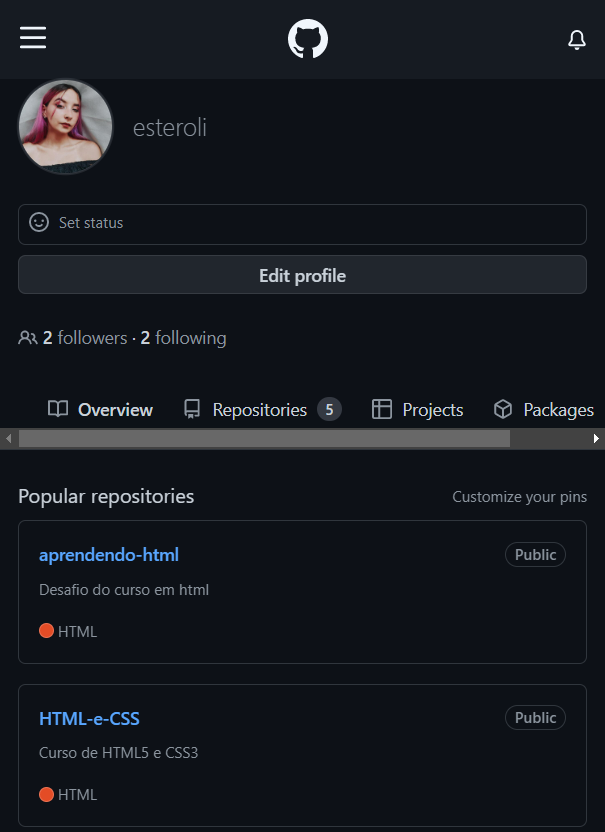 esteroli
Set status
Edit profile
2 followers · 2 following
Overview Repositories 5 Projects Packages
Popular repositories Customize your pins
aprendendo-html Public
Desafio do curso em html
HTML
HTML-e-CSS Public
Curso de HTML5 e CSS3
HTML